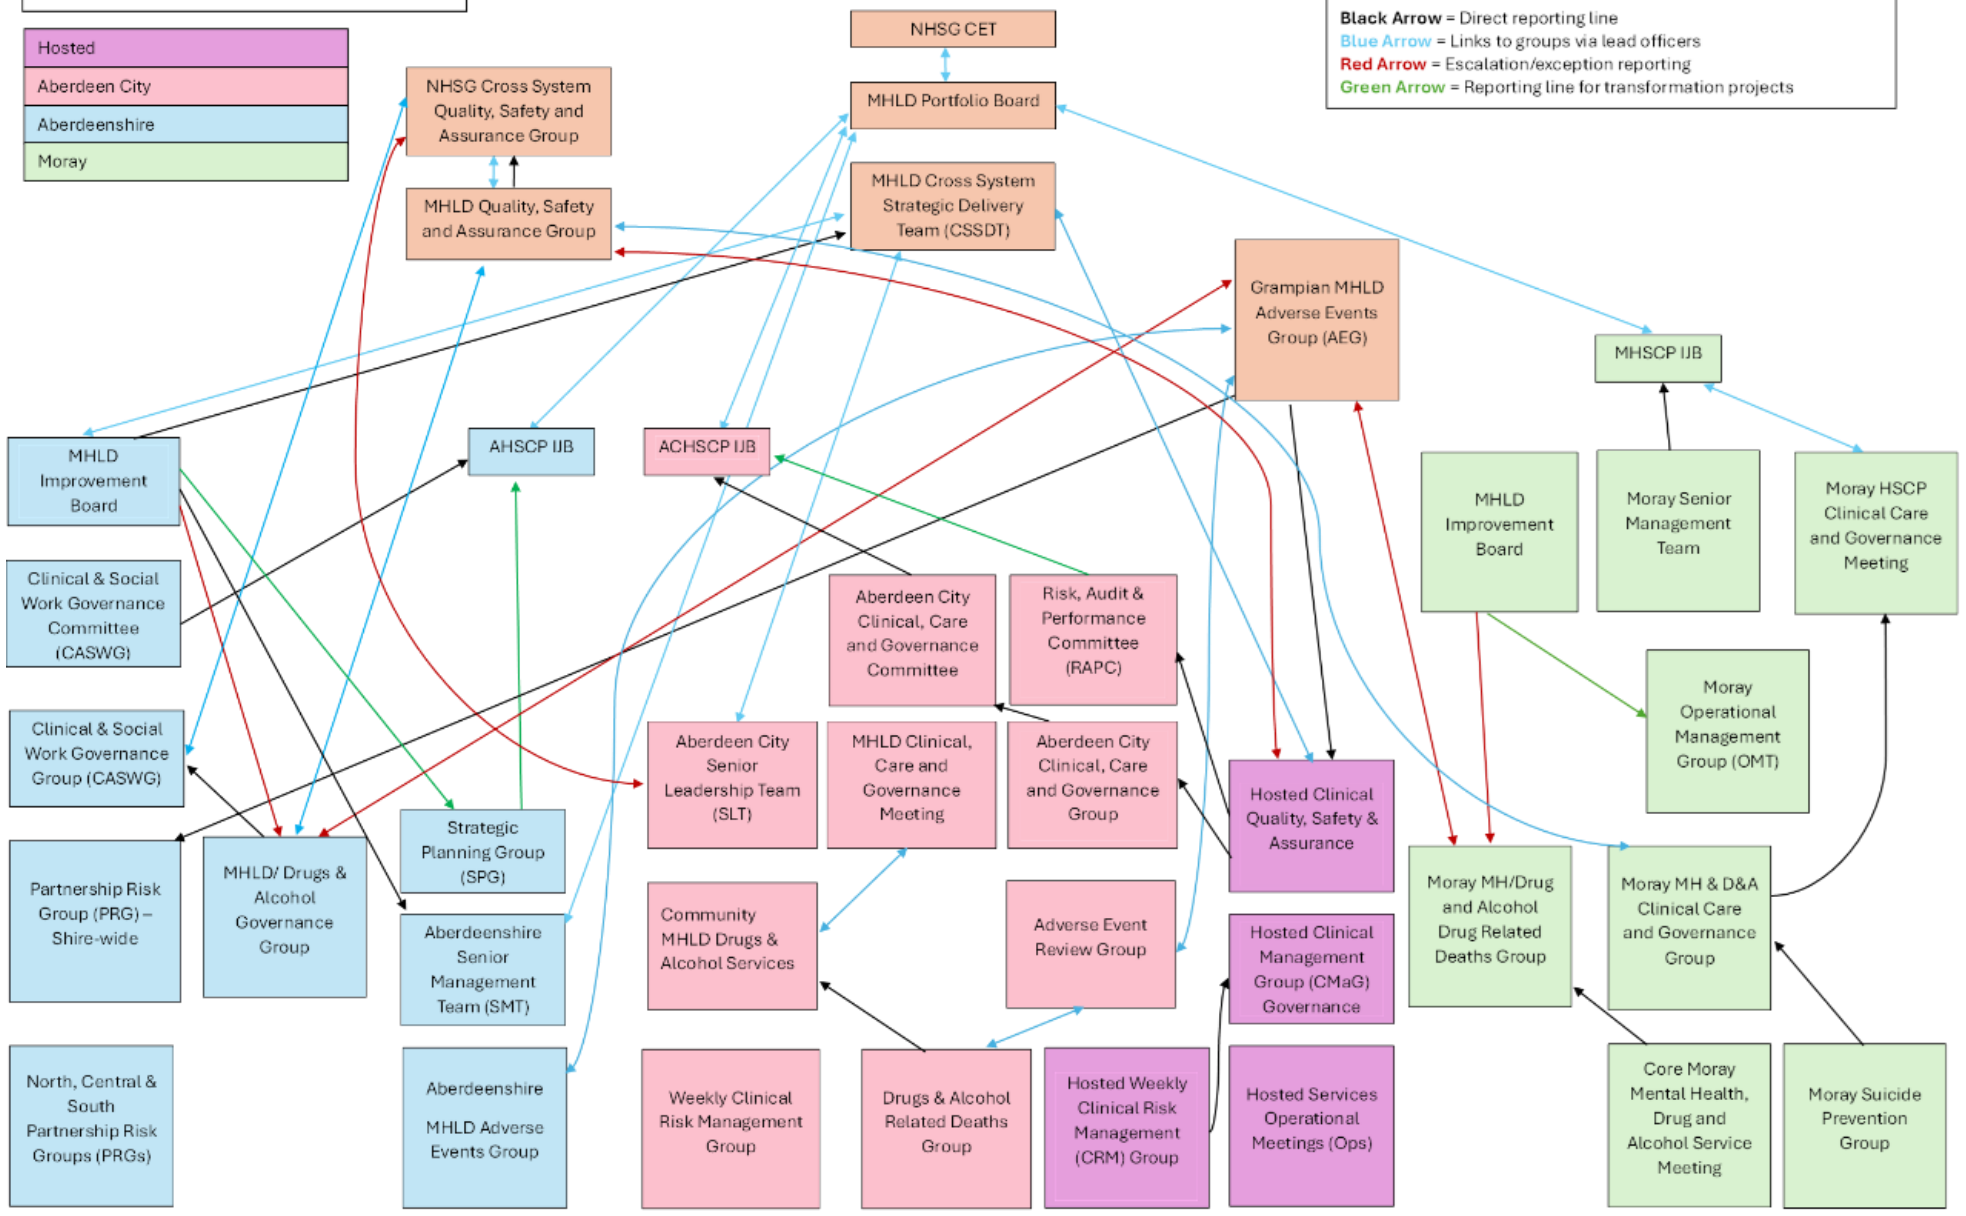 Black Arrow = Direct reporting line
Blue Arrow = Links to groups via lead officers
Red Arrow = Escalation/exception reporting
Green Arrow = Reporting line for transformation projects
Hosted
Aberdeen City
Aberdeenshire
Moray
NHSG CET
NHSG Cross System
Quality, Safety and
Assurance Group
MHLD Portfolio Board
MHLD Quality, Safety
and Assurance Group
MHLD Cross System
Strategic Delivery
Team (CSSDT)
Grampian MHLD
Adverse Events
Group (AEG)
MHSCP IJB
MHLD
Improvement
Board
AHSCP IJB
ACHSCP IJB
MHLD
Improvement
Board
Moray Senior
Management
Team
Moray HSCP
Clinical Care
and Governance
Meeting
Clinical & Social
Work Governance
Committee
(CASWG)
Aberdeen City
Clinical, Care
and Governance
Committee
Risk, Audit &
Performance
Committee
(RAPC)
Moray
Operational
Management
Group (OMT)
Clinical & Social
Work Governance
Group (CASWG)
Aberdeen City
Senior
Leadership Team
(SLT)
MHLD Clinical,
Care and
Governance
Meeting
Aberdeen City
Clinical, Care
and Governance
Group
Hosted Clinical
Quality, Safety &
Assurance
Partnership Risk
Group (PRG) –
Shire-wide
MHLD/ Drugs &
Alcohol
Governance
Group
Strategic
Planning Group
(SPG)
Aberdeenshire
Senior
Management
Team (SMT)
Community
MHLD Drugs &
Alcohol Services
Adverse Event
Review Group
Hosted Clinical
Management
Group (CMaG)
Governance
Moray MH/Drug
and Alcohol
Drug Related
Deaths Group
Moray MH & D&A
Clinical Care
and Governance
Group
North, Central &
South
Partnership Risk
Groups (PRGs)
Aberdeenshire
MHLD Adverse
Events Group
Weekly Clinical
Risk Management
Group
Drugs & Alcohol
Related Deaths
Group
Hosted Weekly
Clinical Risk
Management
(CRM) Group
Hosted Services
Operational
Meetings (Ops)
Core Moray
Mental Health,
Drug and
Alcohol Service
Meeting
Moray Suicide
Prevention
Group